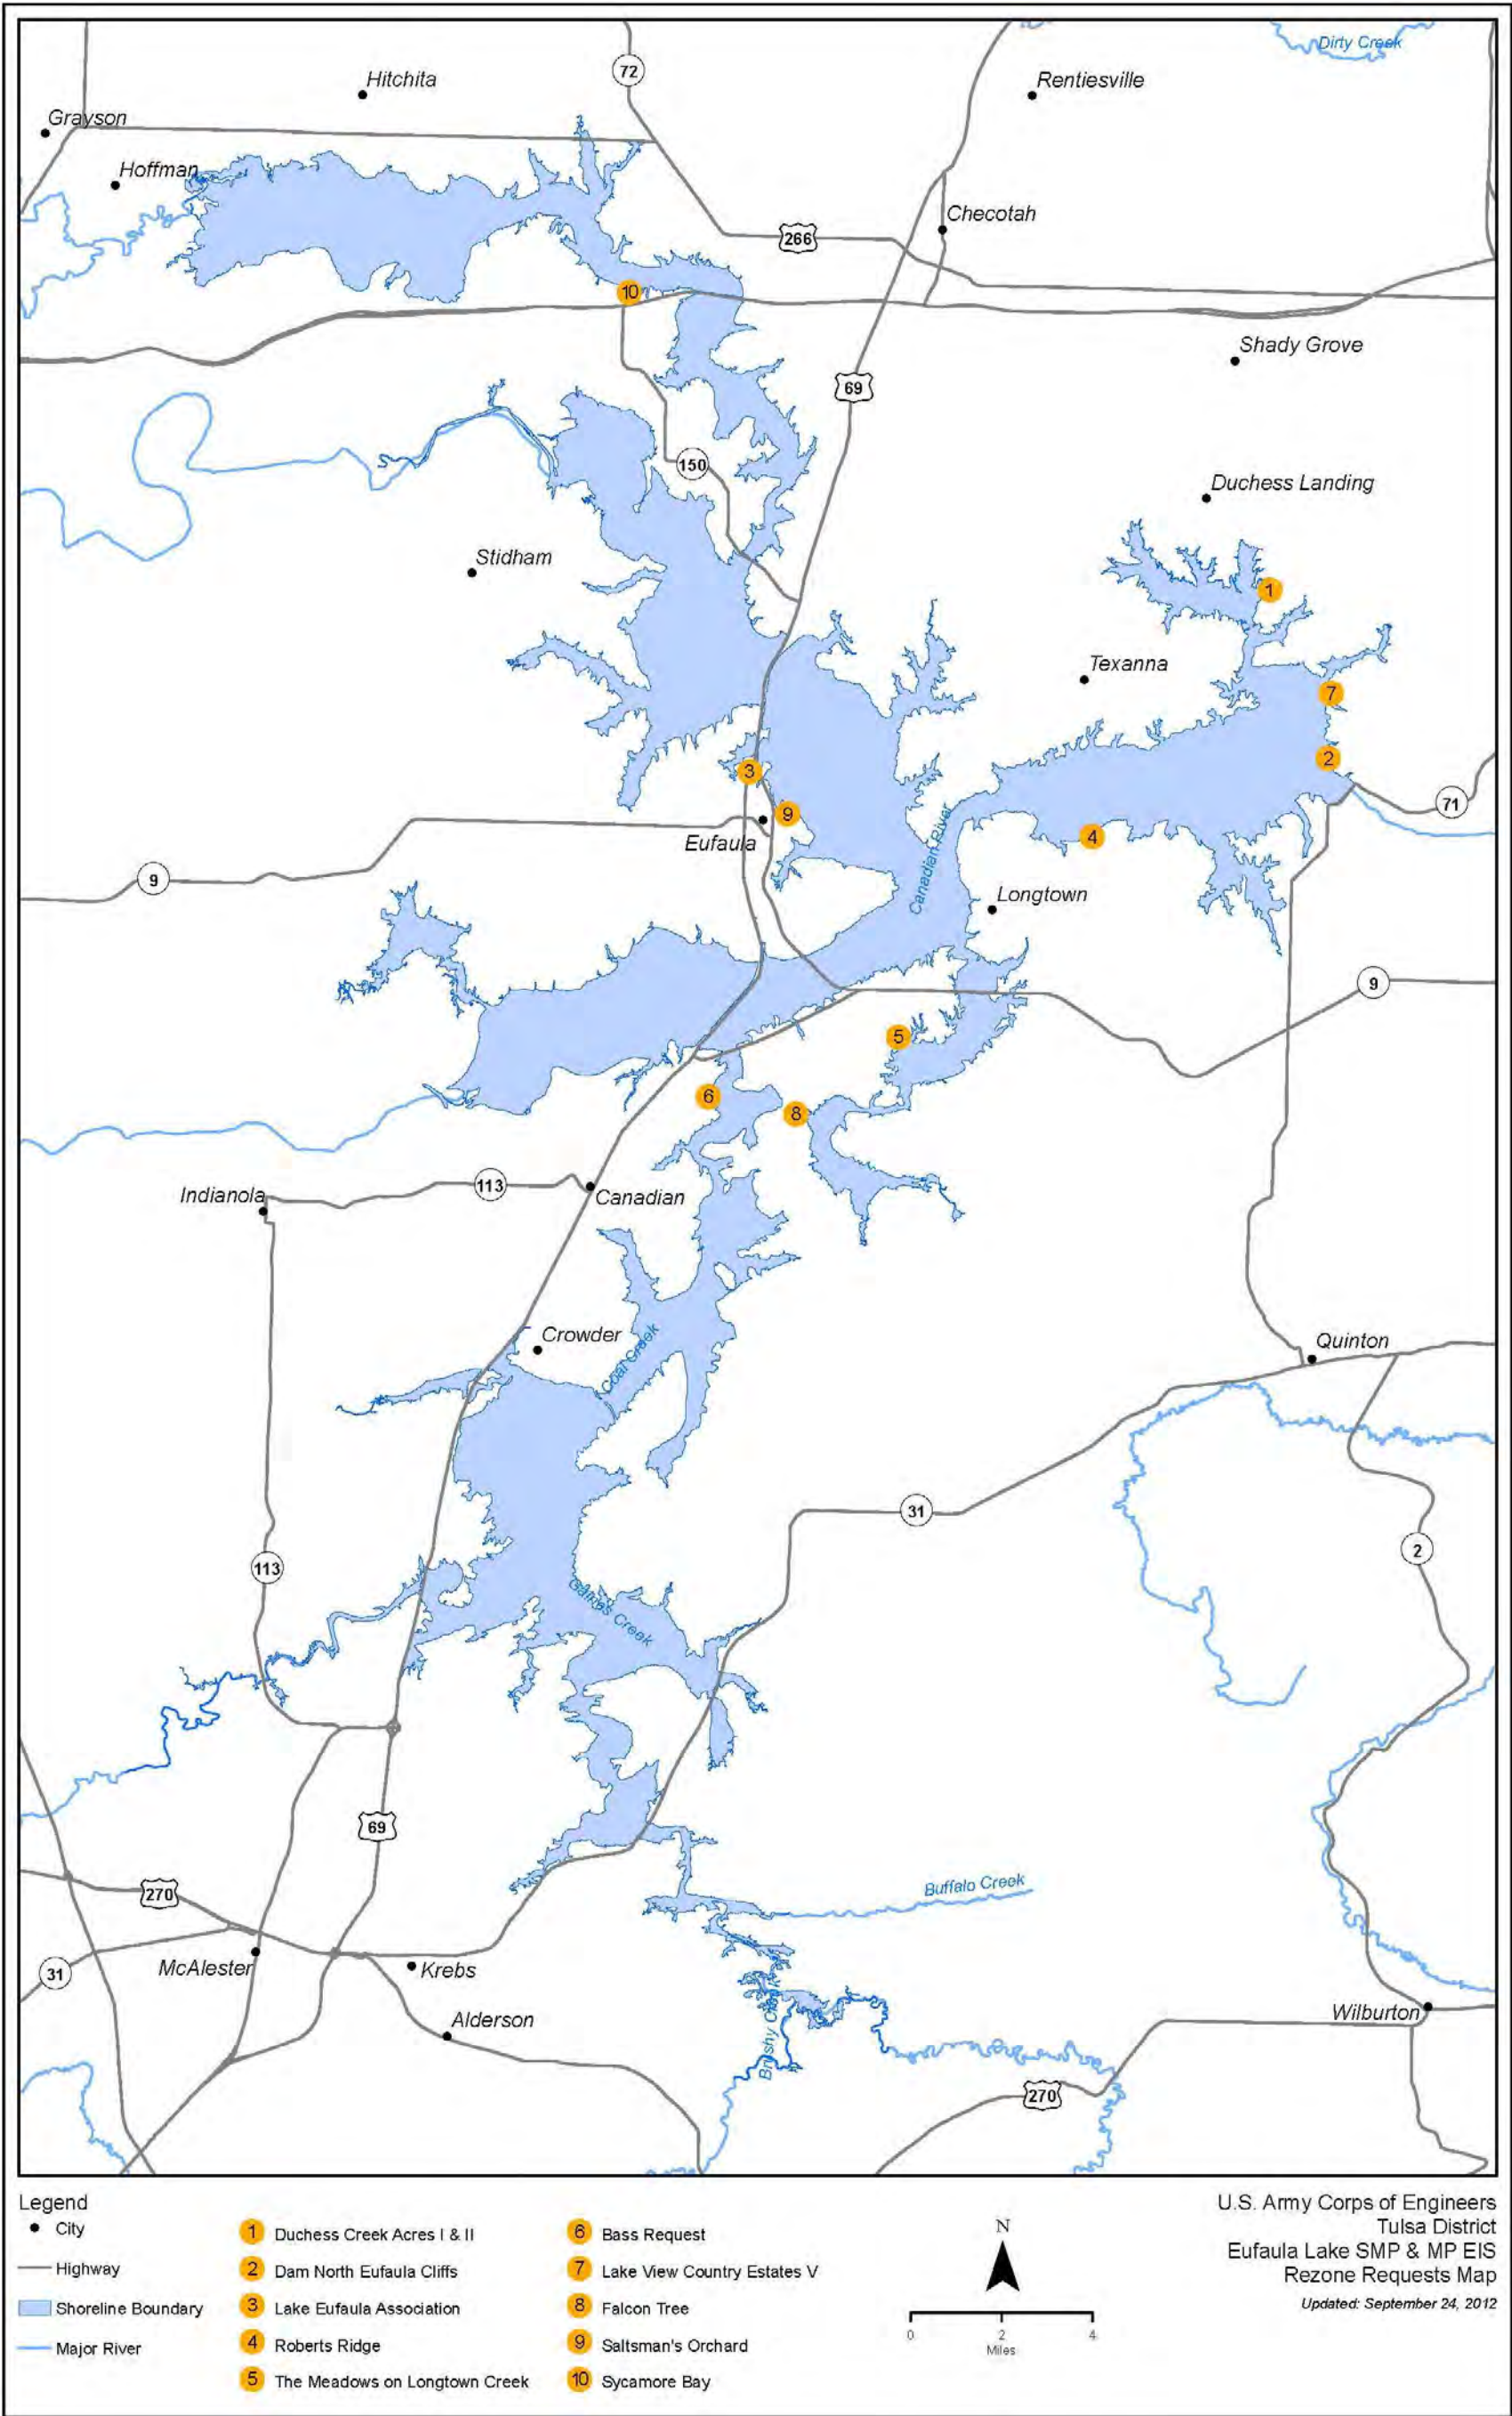 Dirty Creek
72
Hitchita
Rentiesville
Grayson
Hoffman
Checotah
266
10
Shady Grove
69
150
Duchess Landing
Stidham
1
Texanna
7
3
2
9
71
Eufaula
4
9
Canadian River
Longtown
9
5
6
8
113
Indianola
Canadian
Crowder
Coal Creek
Quinton
31
2
113
Gaines Creek
69
270
Buffalo Creek
31
McAlester
Krebs
Alderson
Brushy Creek
Wilburton
270
Legend
City
Highway
Shoreline Boundary
Major River
1 Duchess Creek Acres I & II
2 Dam North Eufaula Cliffs
3 Lake Eufaula Association
4 Roberts Ridge
5 The Meadows on Longtown Creek
6 Bass Request
7 Lake View Country Estates V
8 Falcon Tree
9 Saltsman's Orchard
10 Sycamore Bay
N
0 2 4
Miles
U.S. Army Corps of Engineers
Tulsa District
Eufaula Lake SMP & MP EIS
Rezone Requests Map
Updated: September 24, 2012